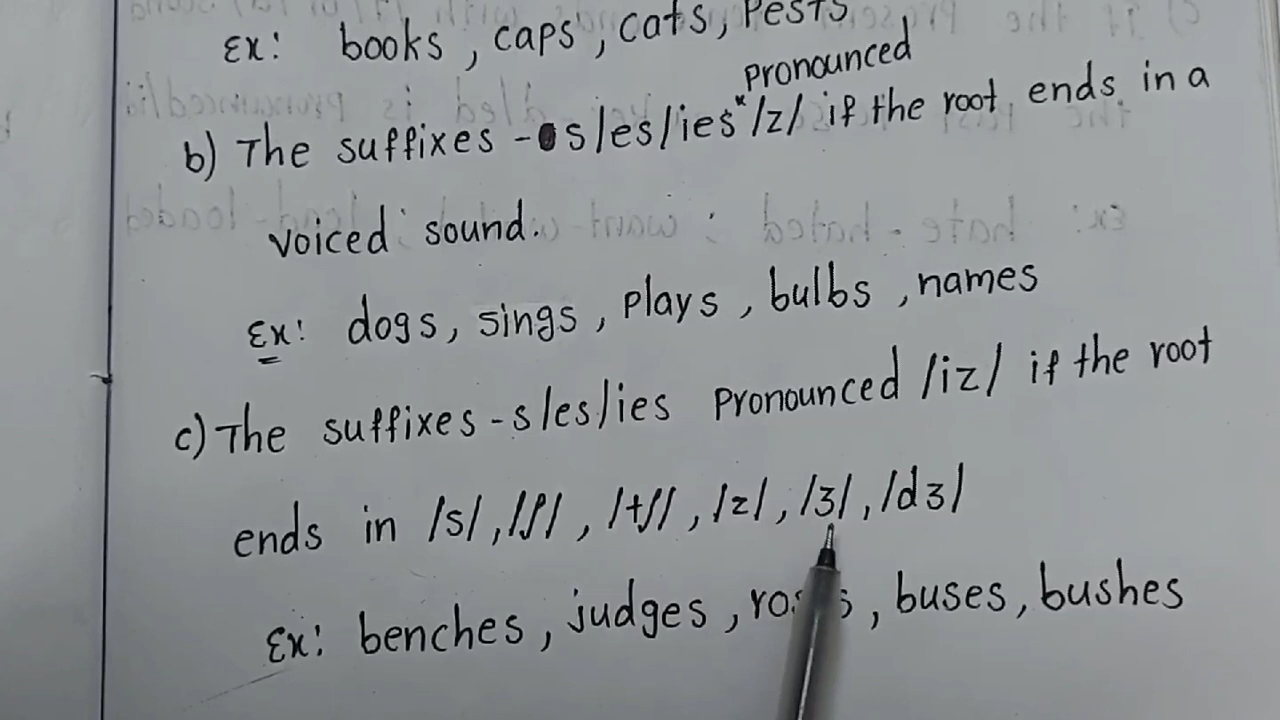 Ex: books, caps, cats, Pests
pronounced
b) The suffixes -s/es/ies /z/ if the root ends in a
voiced sound.
Ex: dogs, sings, plays, bulbs, names
c) The suffixes -s/es/ies pronounced /iz/ if the root
ends in /s/, /ʃ/, /tʃ/, /z/, /ʒ/, /dʒ/
Ex: benches, judges, buses, bushes